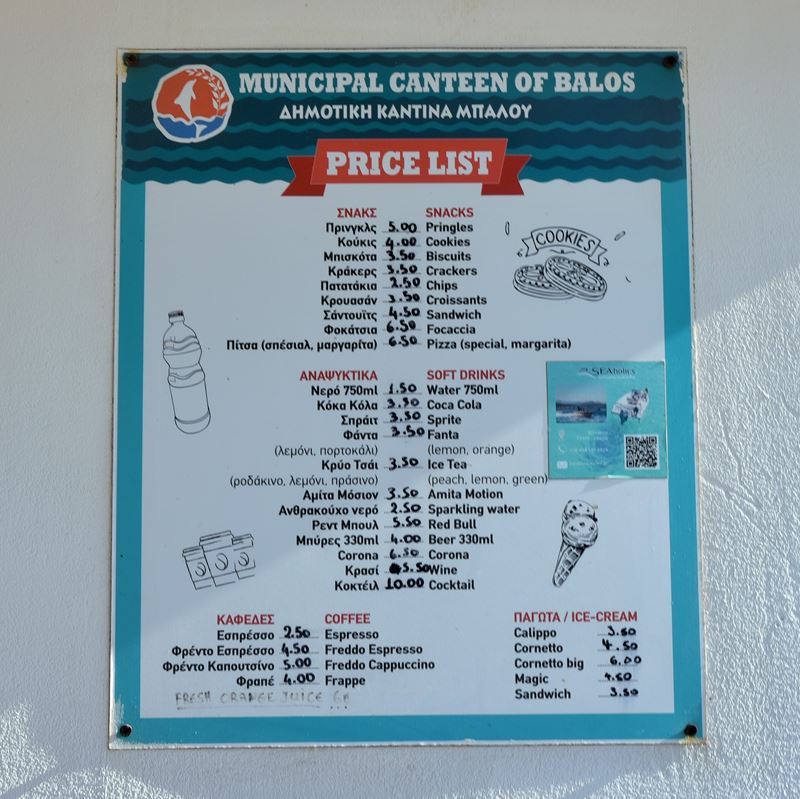 MUNICIPAL CANTEEN OF BALOS
ΔΗΜΟΤΙΚΗ ΚΑΝΤΙΝΑ ΜΠΑΛΟΥ
PRICE LIST
ΣΝΑΚΣ SNACKS
Πρινγκλς 5.00 Pringles
Κούκις 4.00 Cookies
Μπισκότα 3.50 Biscuits
Κράκερς 3.50 Crackers
Πατατάκια 2.50 Chips
Κρουασάν 3.50 Croissants
Σάντουϊτς 4.50 Sandwich
Φοκάτσια 6.50 Focaccia
Πίτσα (σπέσιαλ, μαργαρίτα) 6.50 Pizza (special, margarita)
COOKIES
ΑΝΑΨΥΚΤΙΚΑ SOFT DRINKS
Νερό 750ml 1.50 Water 750ml
Κόκα Κόλα 3.50 Coca Cola
Σπράιτ 3.50 Sprite
Φάντα 3.50 Fanta
(λεμόνι, πορτοκάλι) (lemon, orange)
Κρύο Τσάι 3.50 Ice Tea
(ροδάκινο, λεμόνι, πράσινο) (peach, lemon, green)
Αμίτα Μόσιον 3.50 Amita Motion
Ανθρακούχο νερό 2.50 Sparkling water
Ρεντ Μπουλ 5.50 Red Bull
Μπύρες 330ml 4.00 Beer 330ml
Corona 6.50 Corona
Κρασί 5.50 Wine
Κοκτέιλ 10.00 Cocktail
SEAholics
ΚΑΦΕΔΕΣ COFFEE
Εσπρέσσο 2.50 Espresso
Φρέντο Εσπρέσσο 4.50 Freddo Espresso
Φρέντο Καπουτσίνο 5.00 Freddo Cappuccino
Φραπέ 4.00 Frappe
FRESH ORANGE JUICE 6€
ΠΑΓΩΤΑ / ICE-CREAM
Calippo 3.50
Cornetto 4.50
Cornetto big 6.00
Magic 4.50
Sandwich 3.50